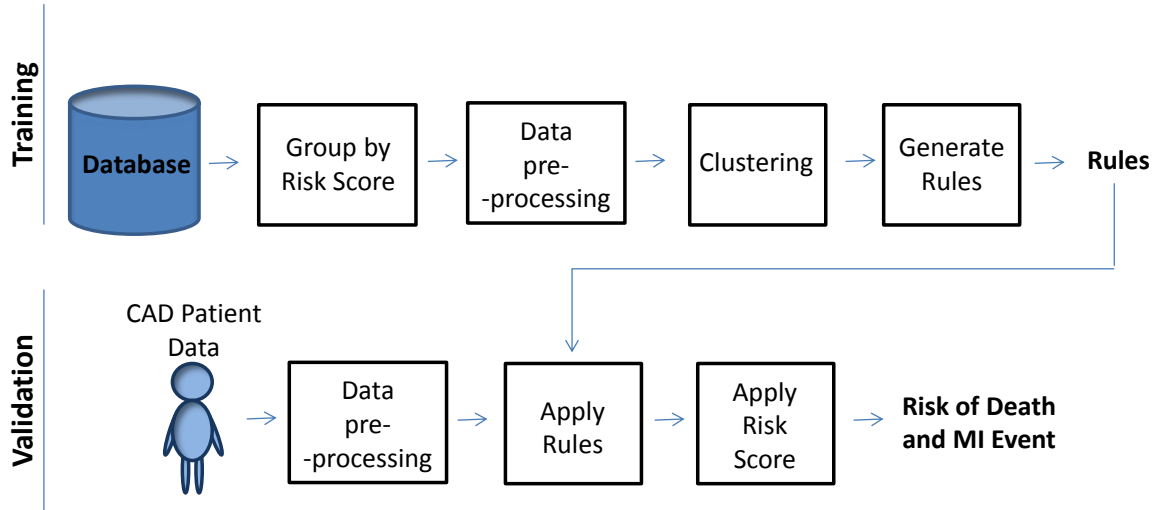 Training
Database
Group by
Risk Score
Data
pre-
-processing
Clustering
Generate
Rules
Rules
Validation
CAD Patient
Data
Data
pre-
-processing
Apply
Rules
Apply
Risk
Score
Risk of Death
and MI Event